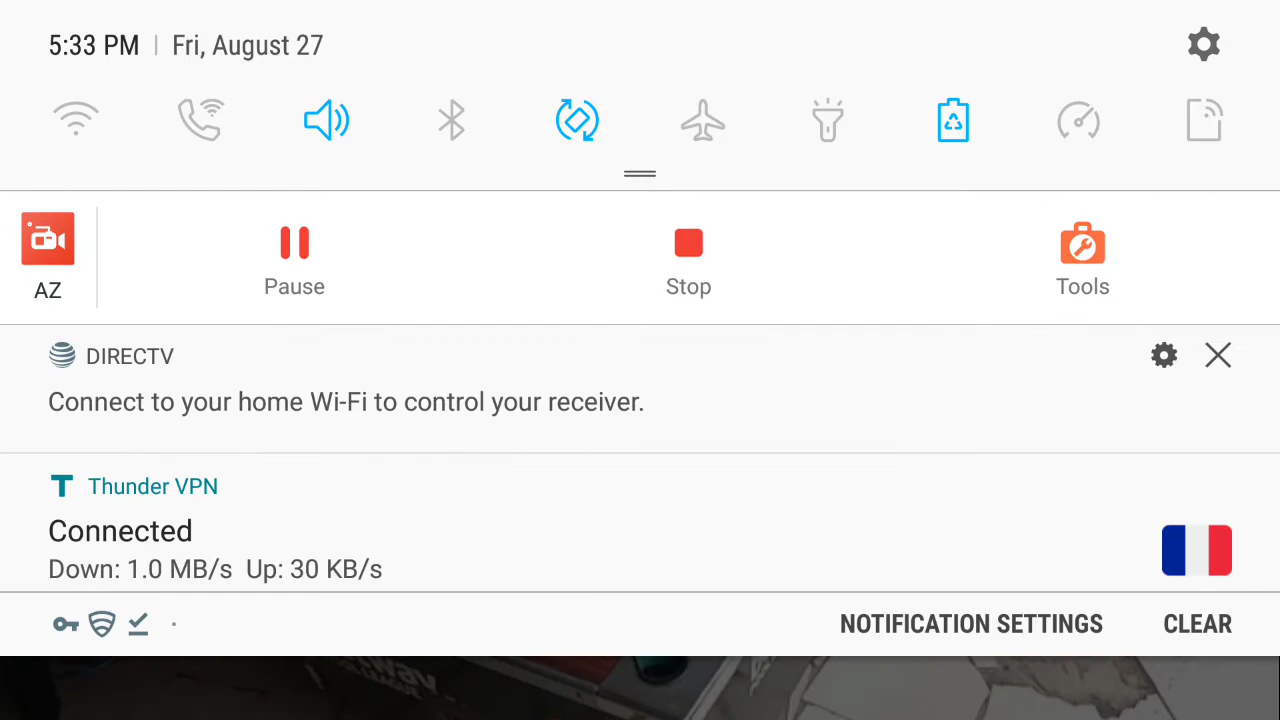 5:33 PM | Fri, August 27
AZ
Pause
Stop
Tools
DIRECTV
Connect to your home Wi-Fi to control your receiver.
T Thunder VPN
Connected
Down: 1.0 MB/s Up: 30 KB/s
NOTIFICATION SETTINGS
CLEAR